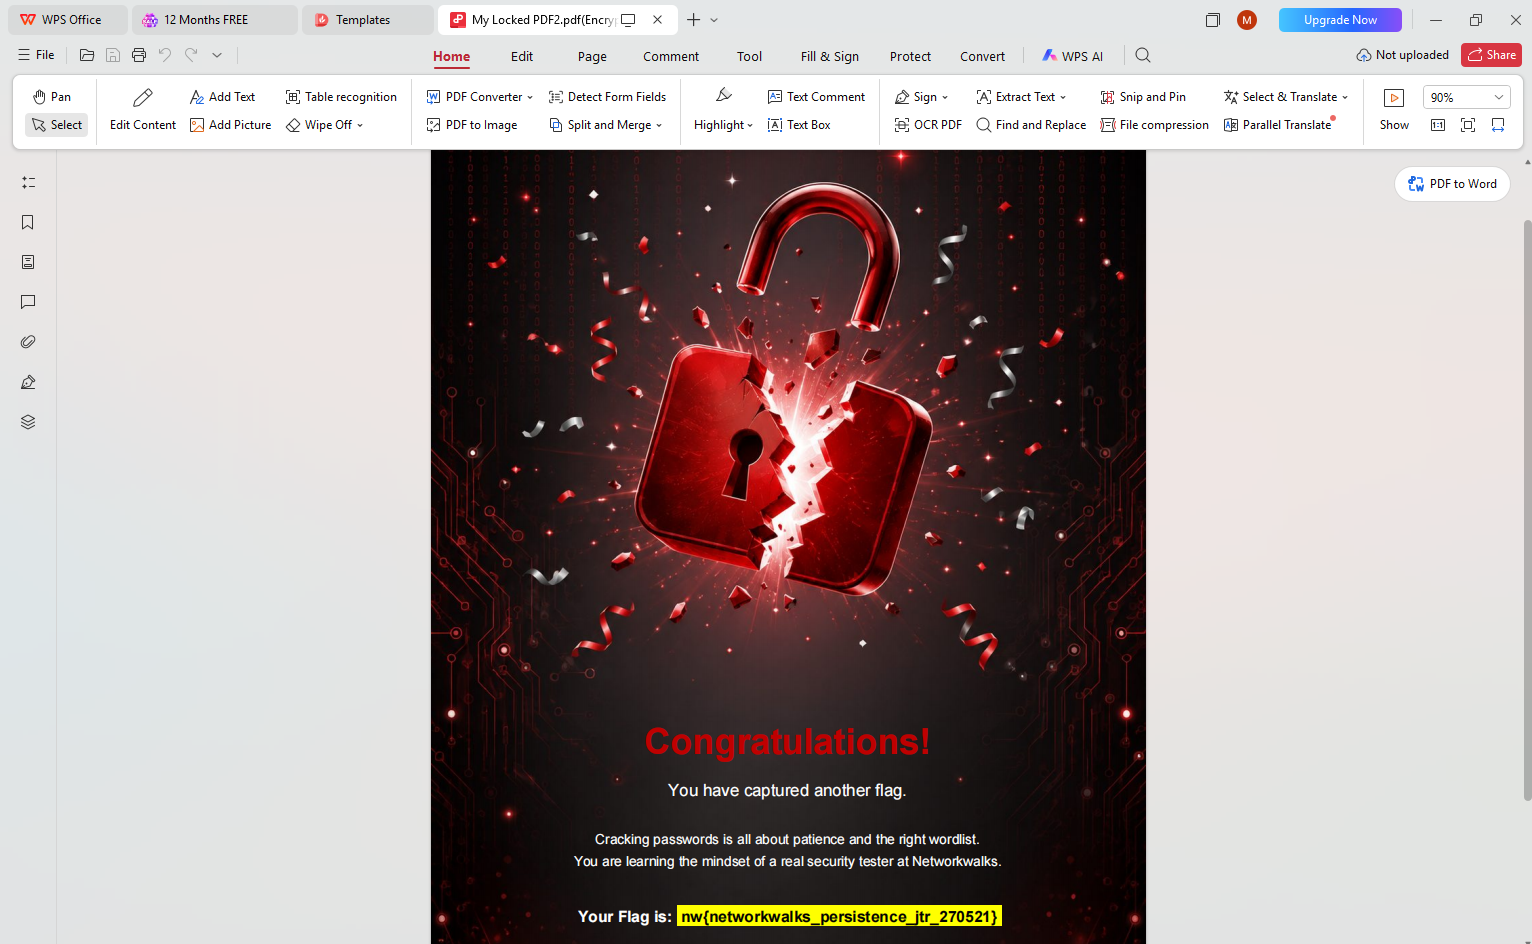 WPS Office
12 Months FREE
Templates
My Locked PDF2.pdf(Encry
M
Upgrade Now
File
Home
Edit
Page
Comment
Tool
Fill & Sign
Protect
Convert
WPS AI
Not uploaded
Share
Pan
Select
Edit Content
Add Text
Add Picture
Table recognition
Wipe Off
PDF Converter
PDF to Image
Detect Form Fields
Split and Merge
Highlight
Text Comment
Text Box
Sign
OCR PDF
Extract Text
Find and Replace
Snip and Pin
File compression
Select & Translate
Parallel Translate
Show
90%
1:1
PDF to Word
Congratulations!
You have captured another flag.
Cracking passwords is all about patience and the right wordlist.
You are learning the mindset of a real security tester at Networkwalks.
Your Flag is: nw{networkwalks_persistence_jtr_270521}